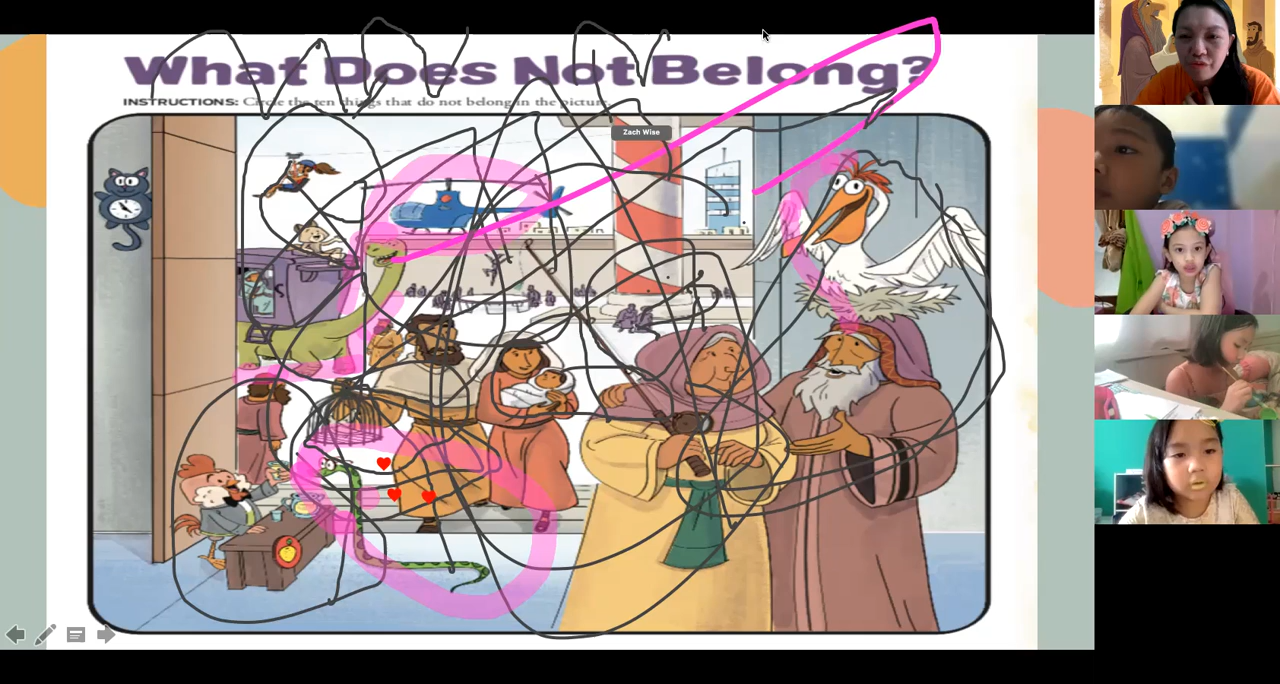 What Does Not Belong?
INSTRUCTIONS: Circle the ten things that do not belong in the picture.
Zach Wise